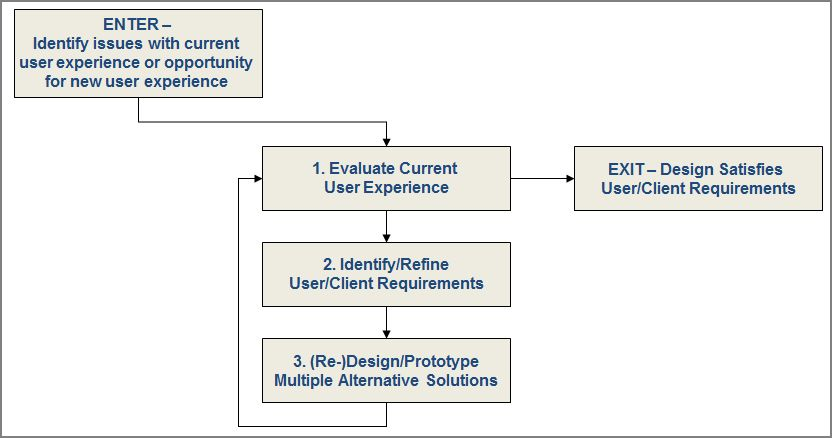 ENTER –
Identify issues with current
user experience or opportunity
for new user experience
1. Evaluate Current
User Experience
EXIT – Design Satisfies
User/Client Requirements
2. Identify/Refine
User/Client Requirements
3. (Re-)Design/Prototype
Multiple Alternative Solutions